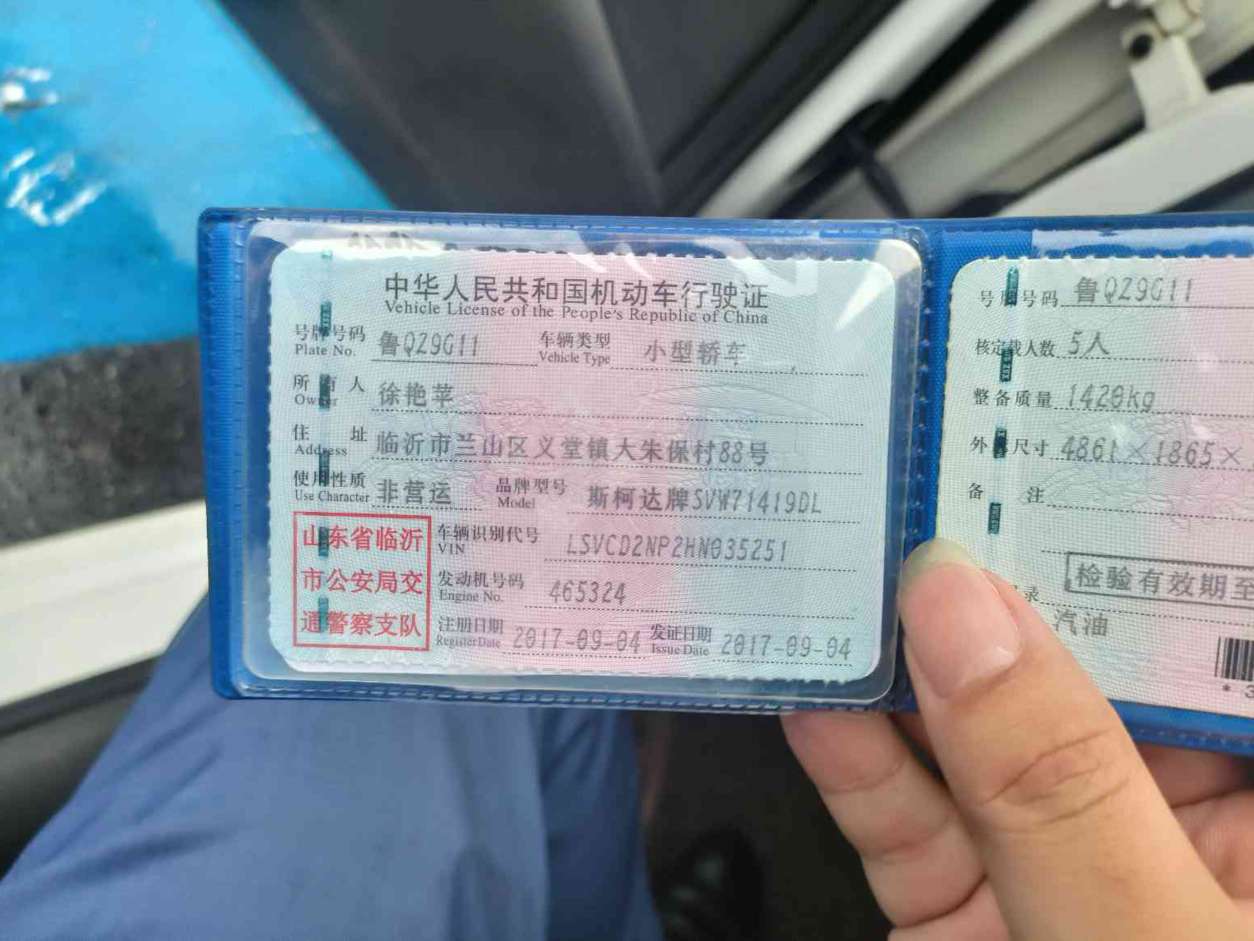 中华人民共和国机动车行驶证
Vehicle License of the People's Republic of China
号牌号码 鲁QZ9G11 车辆类型 小型轿车
Plate No. Vehicle Type
所有人 徐艳苹
Owner
住址 临沂市兰山区义堂镇大朱保村88号
Address
使用性质 非营运 品牌型号 斯柯达牌SVW71419DL
Use Character Model
山东省临沂
市公安局交
通警察支队
车辆识别代号 LSVCD2NP2HN035251
VIN
发动机号码 465324
Engine No.
注册日期 2017-09-04 发证日期 2017-09-04
Register Date Issue Date
号牌号码 鲁QZ9G11
核定载人数 5人
整备质量 1420kg
外廓尺寸 4861×1865×
备注
检验有效期至
录
汽油